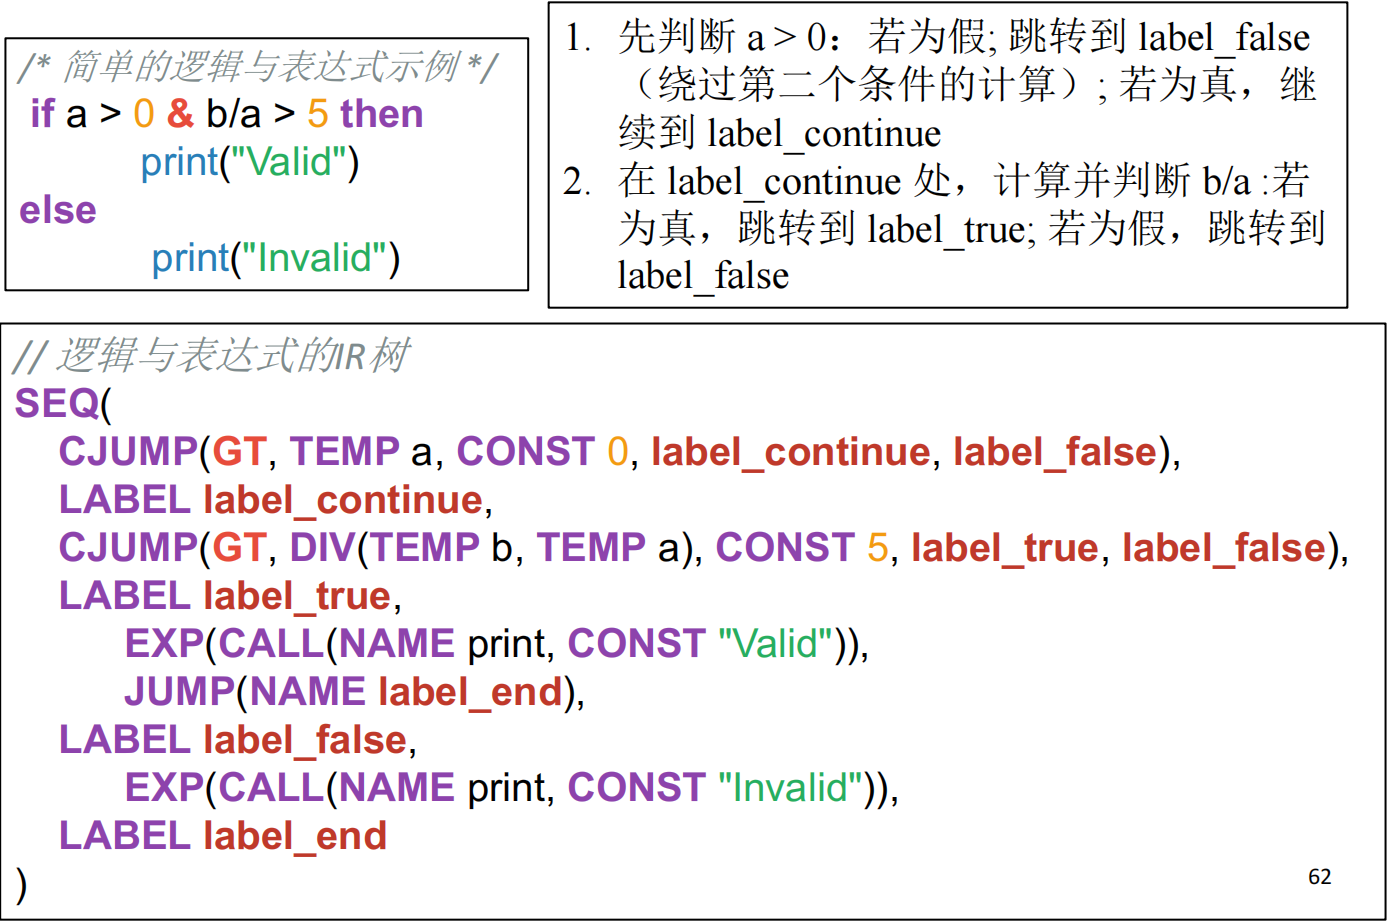 /* 简单的逻辑与表达式示例 */
if a > 0 & b/a > 5 then
print("Valid")
else
print("Invalid")
1. 先判断 a > 0：若为假; 跳转到 label_false
（绕过第二个条件的计算）; 若为真，继
续到 label_continue
2. 在 label_continue 处，计算并判断 b/a :若
为真，跳转到 label_true; 若为假，跳转到
label_false
// 逻辑与表达式的IR树
SEQ(
CJUMP(GT, TEMP a, CONST 0, label_continue, label_false),
LABEL label_continue,
CJUMP(GT, DIV(TEMP b, TEMP a), CONST 5, label_true, label_false),
LABEL label_true,
EXP(CALL(NAME print, CONST "Valid")),
JUMP(NAME label_end),
LABEL label_false,
EXP(CALL(NAME print, CONST "Invalid")),
LABEL label_end
)
62